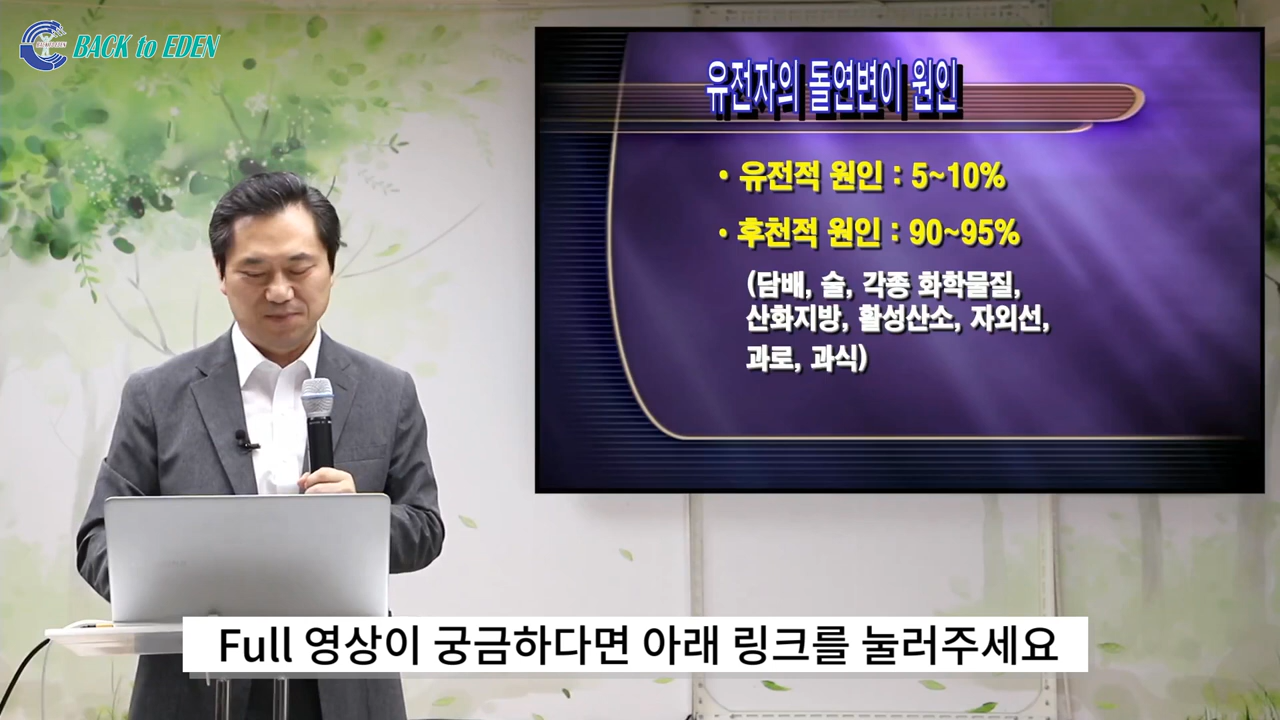 BACK to EDEN
유전자의 돌연변이 원인
• 유전적 원인 : 5~10%
• 후천적 원인 : 90~95%
(담배, 술, 각종 화학물질,
산화지방, 활성산소, 자외선,
과로, 과식)
Full 영상이 궁금하다면 아래 링크를 눌러주세요